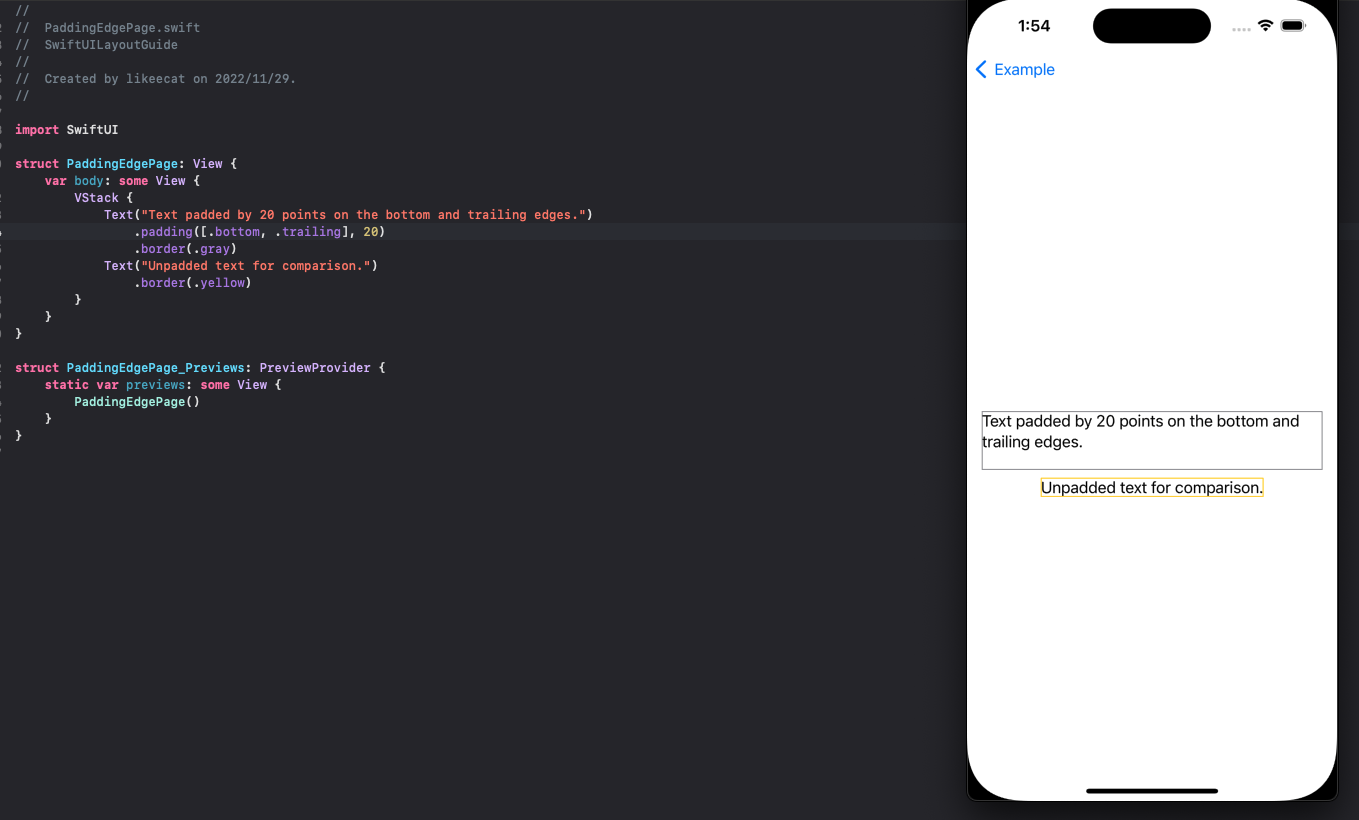 //
//  PaddingEdgePage.swift
//  SwiftUILayoutGuide
//
//  Created by likeecat on 2022/11/29.
//
import SwiftUI
struct PaddingEdgePage: View {
    var body: some View {
        VStack {
            Text("Text padded by 20 points on the bottom and trailing edges.")
                .padding([.bottom, .trailing], 20)
                .border(.gray)
            Text("Unpadded text for comparison.")
                .border(.yellow)
        }
    }
}
struct PaddingEdgePage_Previews: PreviewProvider {
    static var previews: some View {
        PaddingEdgePage()
    }
}
1:54
Example
Text padded by 20 points on the bottom and
trailing edges.
Unpadded text for comparison.